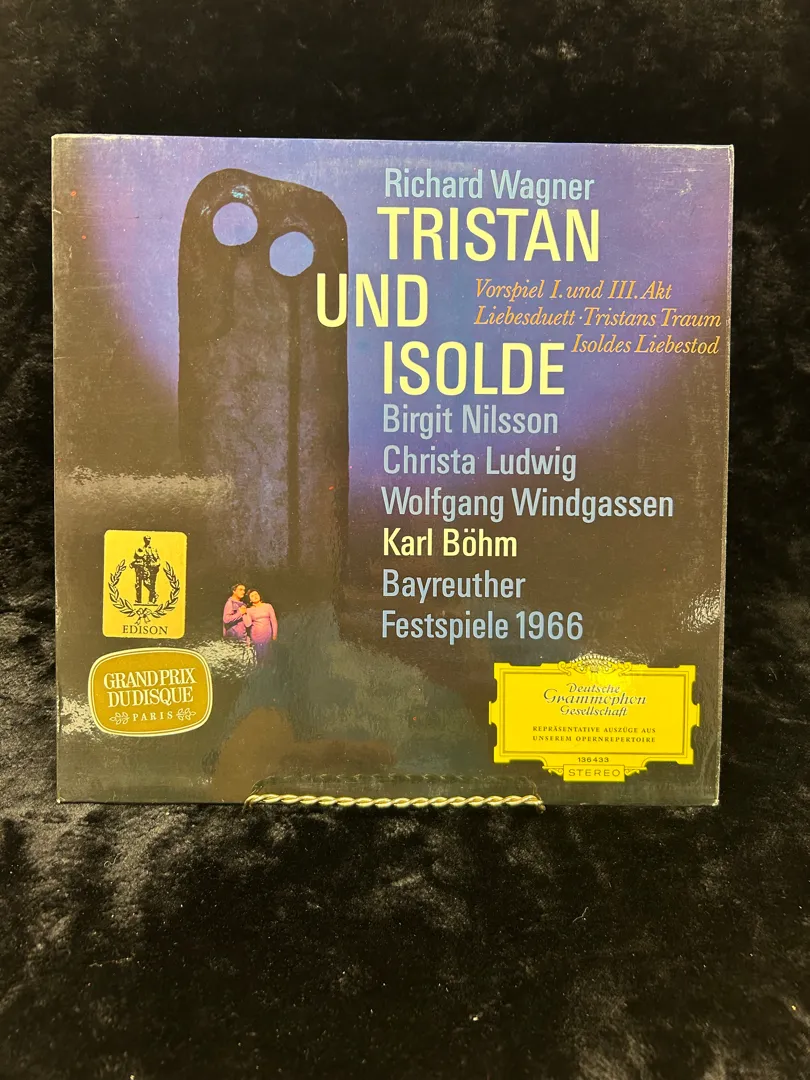 Richard Wagner
TRISTAN
UND
ISOLDE
Vorspiel I. und III. Akt
Liebesduett · Tristans Traum
Isoldes Liebestod
Birgit Nilsson
Christa Ludwig
Wolfgang Windgassen
Karl Böhm
Bayreuther
Festspiele 1966
EDISON
GRAND PRIX
DU DISQUE
PARIS
Deutsche
Grammophon
Gesellschaft
REPRÄSENTATIVE AUSZÜGE AUS
UNSEREM OPERNREPERTOIRE
136433
STEREO